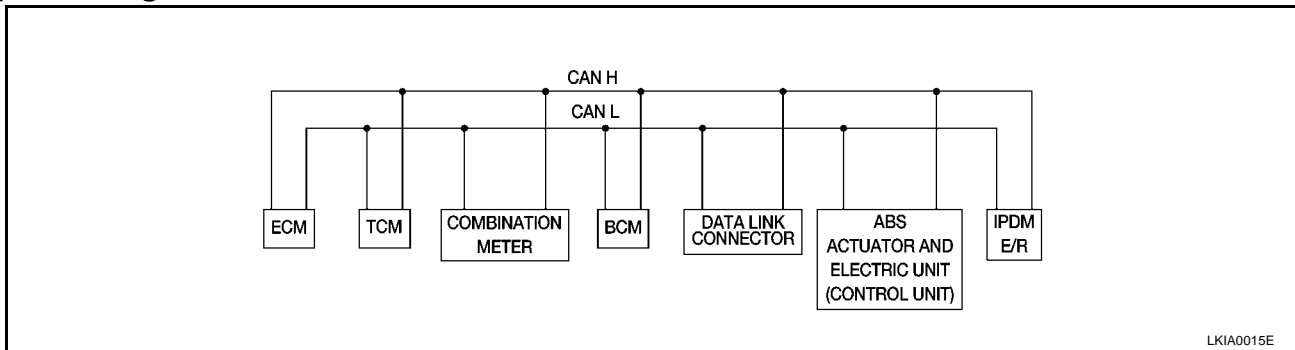 CAN H
CAN L
ECM
TCM
COMBINATION
METER
BCM
DATA LINK
CONNECTOR
ABS
ACTUATOR AND
ELECTRIC UNIT
(CONTROL UNIT)
IPDM
E/R
LKIA0015E